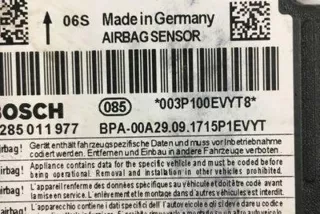 06S Made in Germany
AIRBAG SENSOR
BOSCH 085 *003P100EVYT8*
285 011 977 BPA-00A29.09.1715P1EVYT
irbag! Gerät enthält fahrzeugspezifische Daten und muss vor Inbetriebnahme
codiert werden. Entfernen und Einbau in andere Fahrzeuge verboten
irbag! Appliance contains data for the specific vehicle and must be coded before
being operational. Removal and installation in other vehicles prohibited.
irbag! L'appareil renferme des données spécifiques au véhicule et doit être codé avant
la mise en service. L'enlèvement et le montage dans d'autres véhicules est interdit.